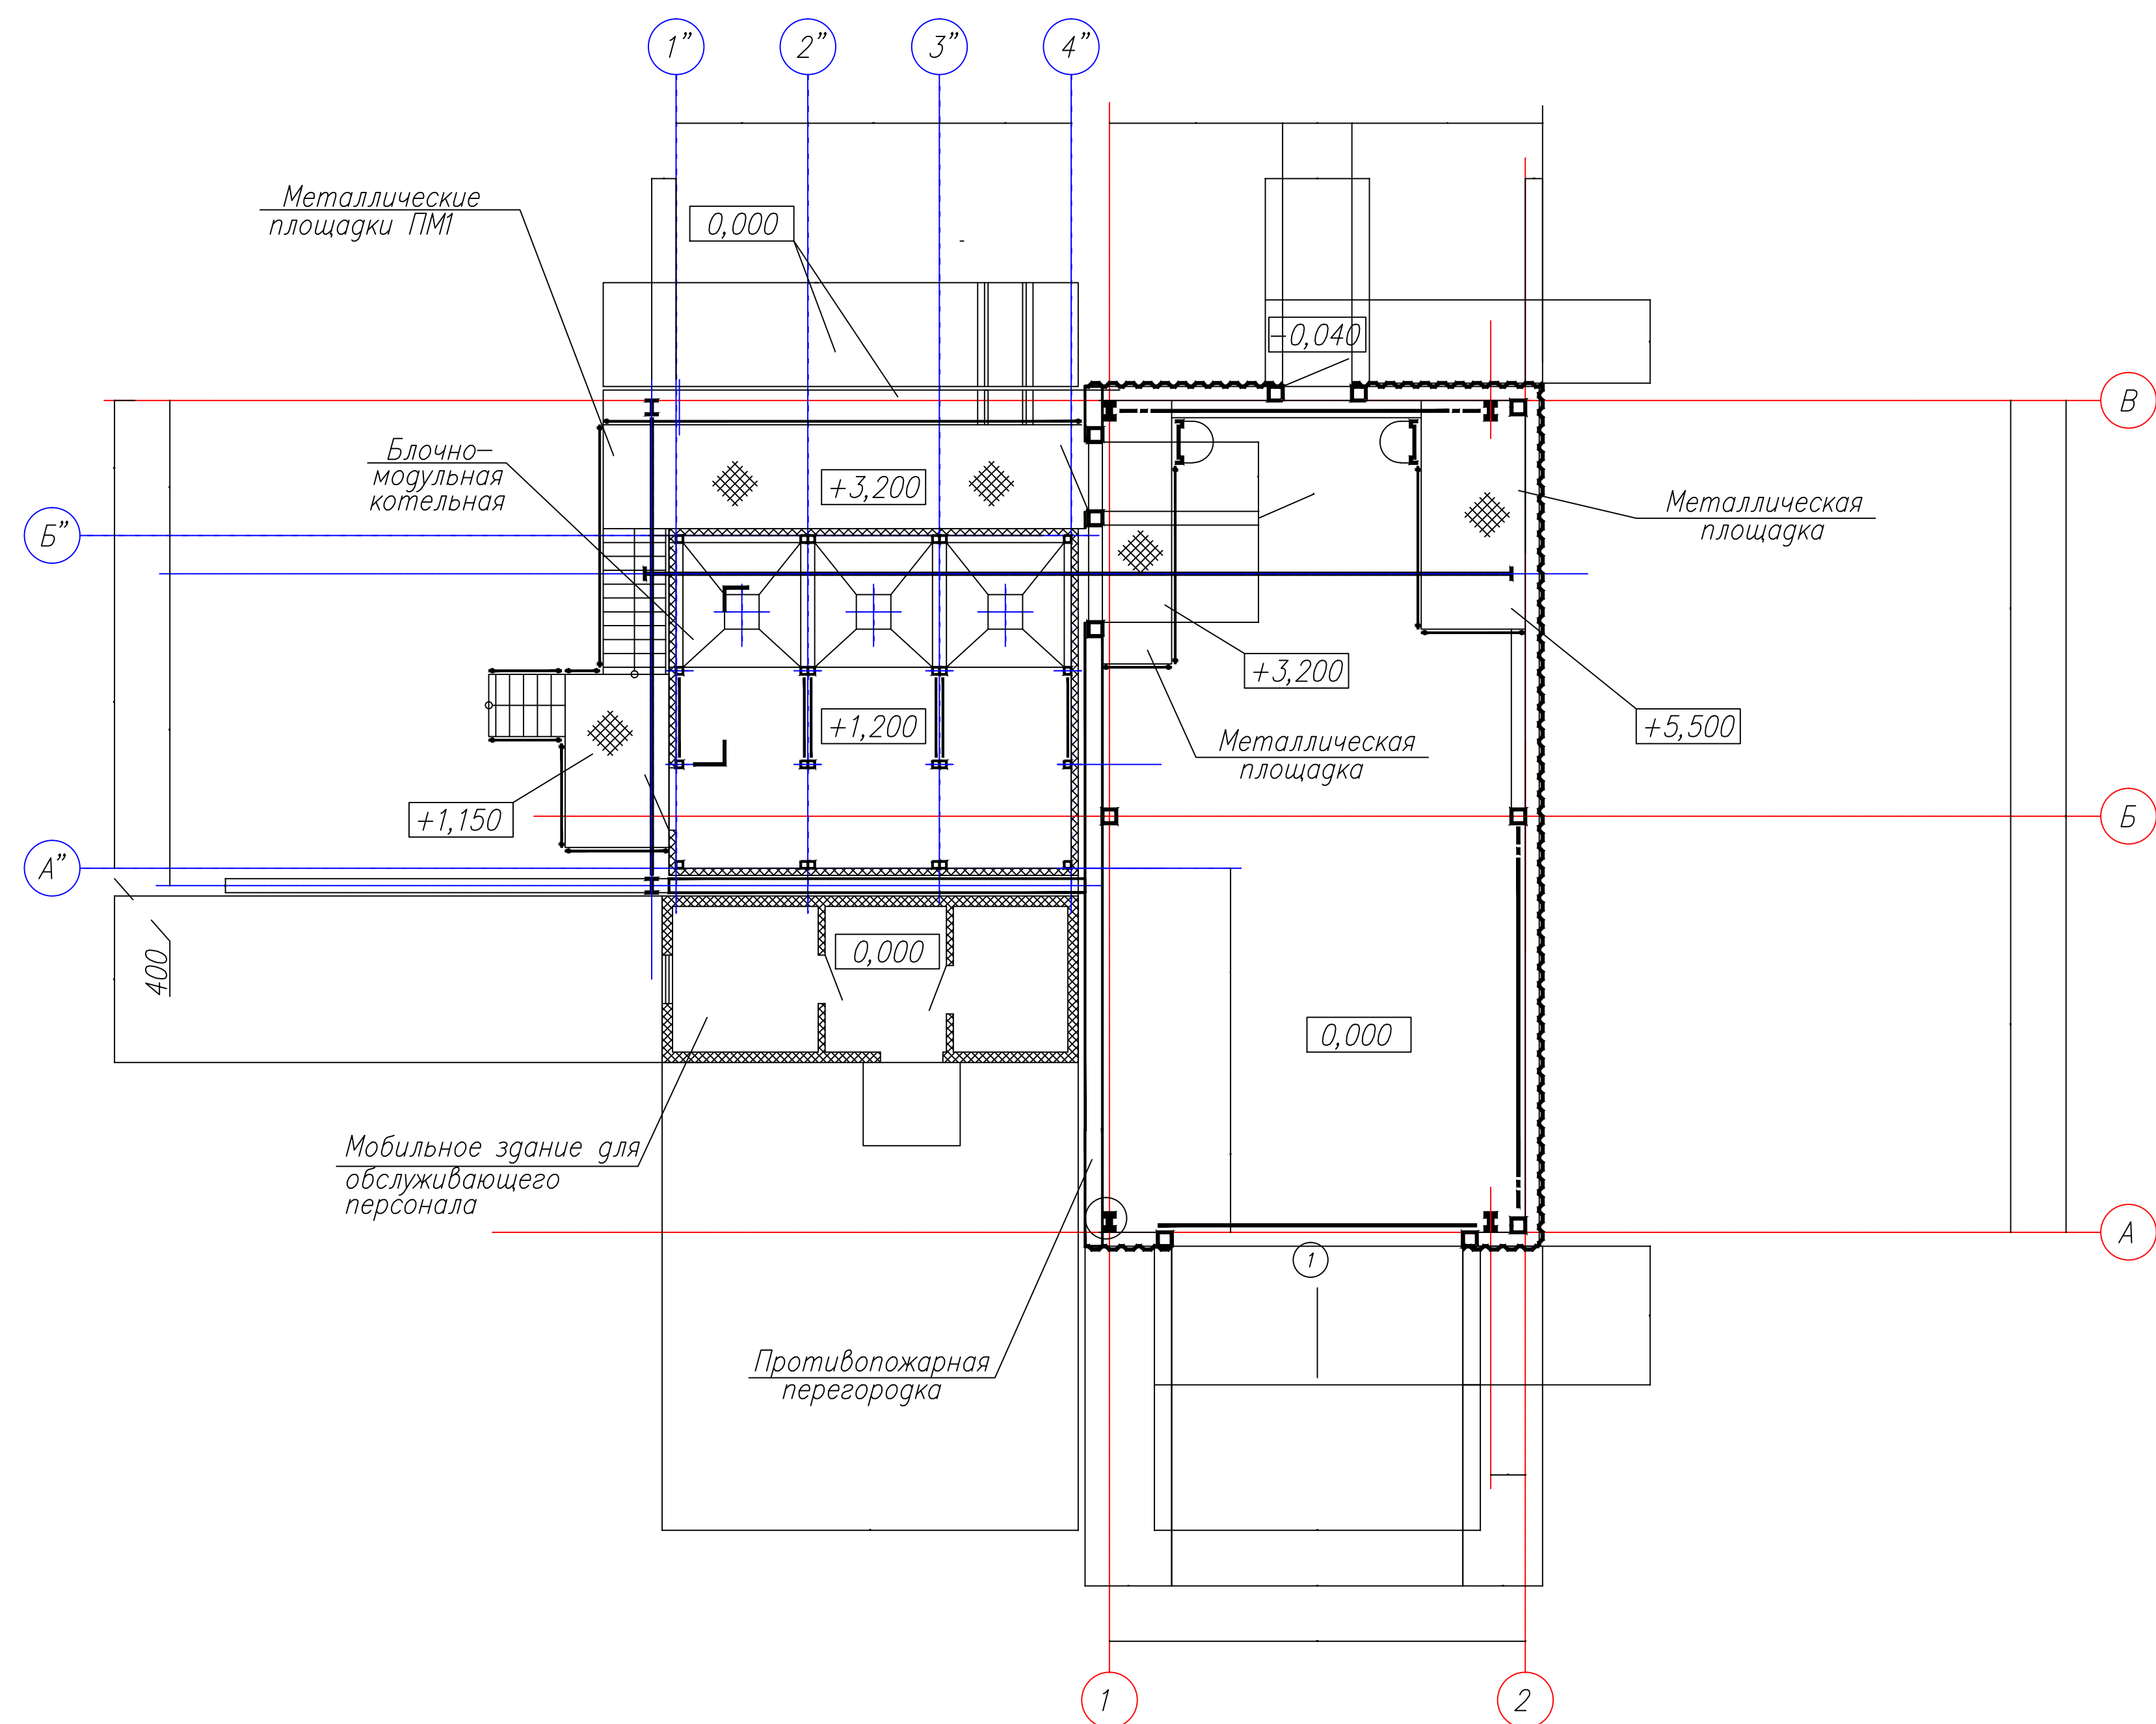 1”
2”
3”
4”
Металлические
площадки ПМ1
0,000
-0,040
В
Блочно-
модульная
котельная
+3,200
Металлическая
площадка
Б”
+3,200
+1,200
+5,500
Металлическая
площадка
+1,150
Б
А”
0,000
400
0,000
Мобильное здание для
обслуживающего
персонала
А
1
Противопожарная
перегородка
1
2